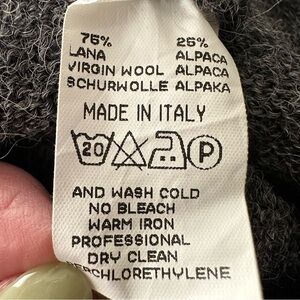 75% 25%
LANA ALPACA
VIRGIN WOOL ALPACA
SCHURWOLLE ALPAKA
MADE IN ITALY
20 P
AND WASH COLD
NO BLEACH
WARM IRON
PROFESSIONAL
DRY CLEAN